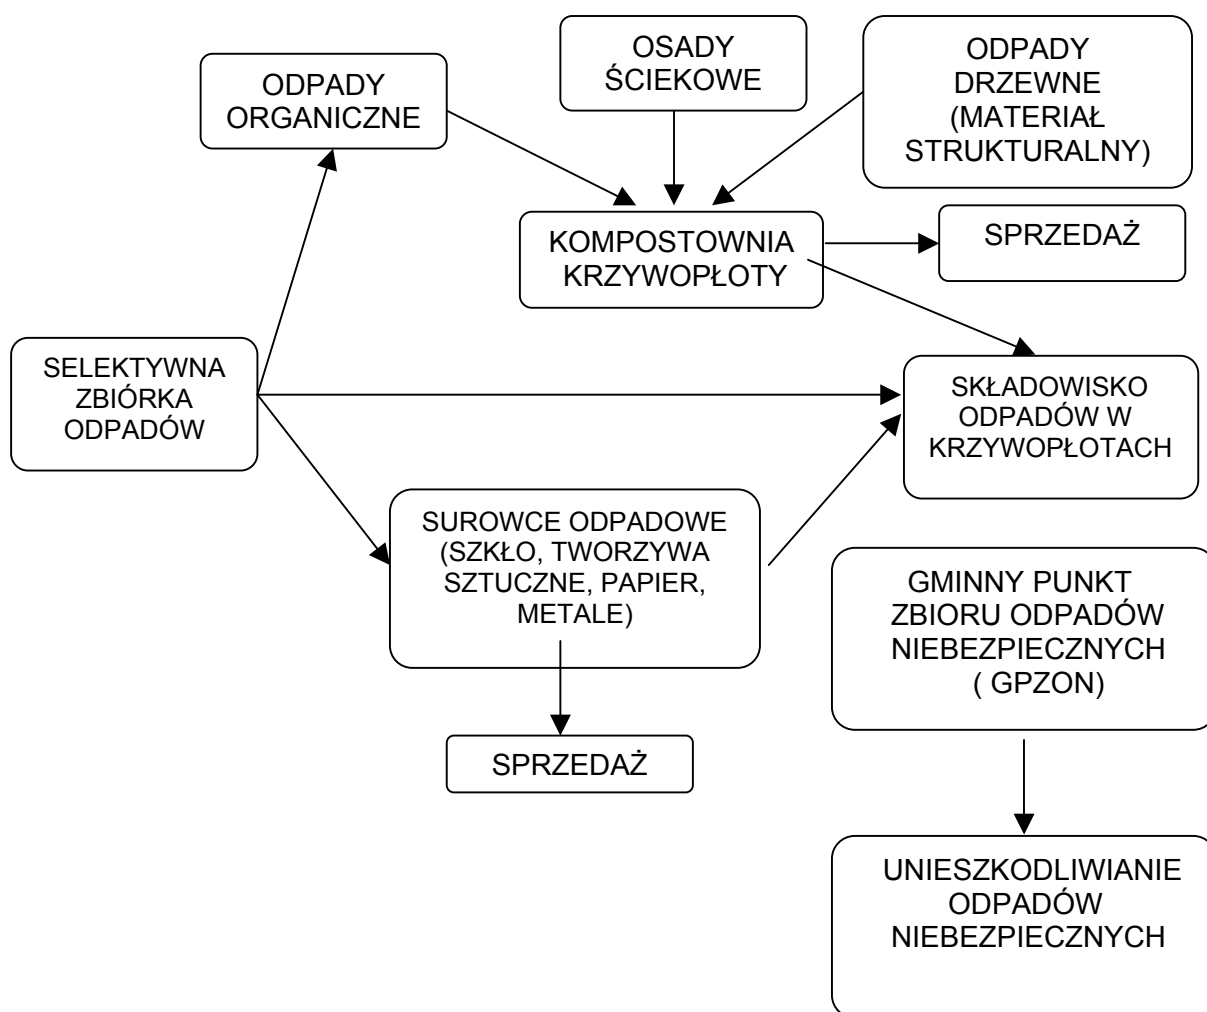 OSADY
ŚCIEKOWE
ODPADY
DRZEWNE
(MATERIAŁ
STRUKTURALNY)
ODPADY
ORGANICZNE
KOMPOSTOWNIA
KRZYWOPŁOTY
SPRZEDAŻ
SELEKTYWNA
ZBIÓRKA
ODPADÓW
SKŁADOWISKO
ODPADÓW W
KRZYWOPŁOTACH
SUROWCE ODPADOWE
(SZKŁO, TWORZYWA
SZTUCZNE, PAPIER,
METALE)
GMINNY PUNKT
ZBIORU ODPADÓW
NIEBEZPIECZNYCH
( GPZON)
SPRZEDAŻ
UNIESZKODLIWIANIE
ODPADÓW
NIEBEZPIECZNYCH